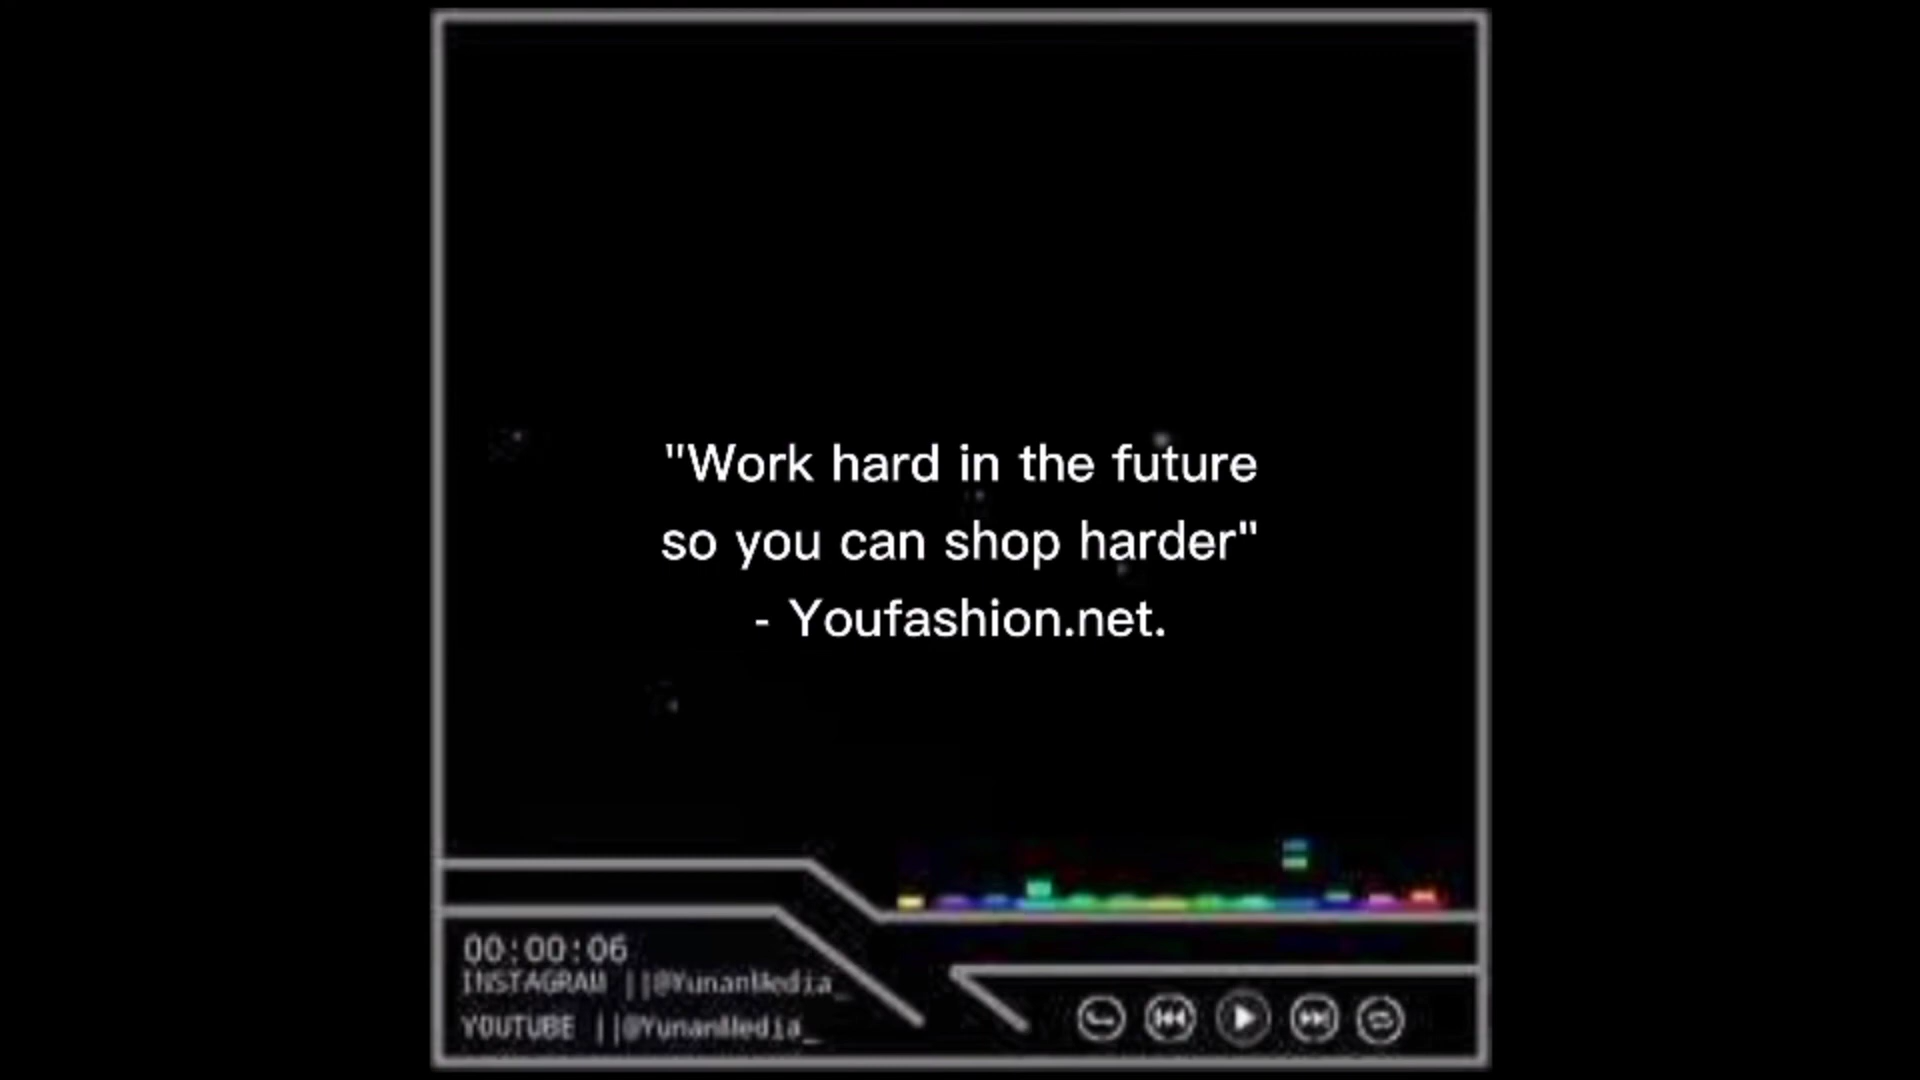 "Work hard in the future
so you can shop harder"
- Youfashion.net.
00:00:06
INSTAGRAM ||@YunanMedia_
YOUTUBE ||@YunanMedia_